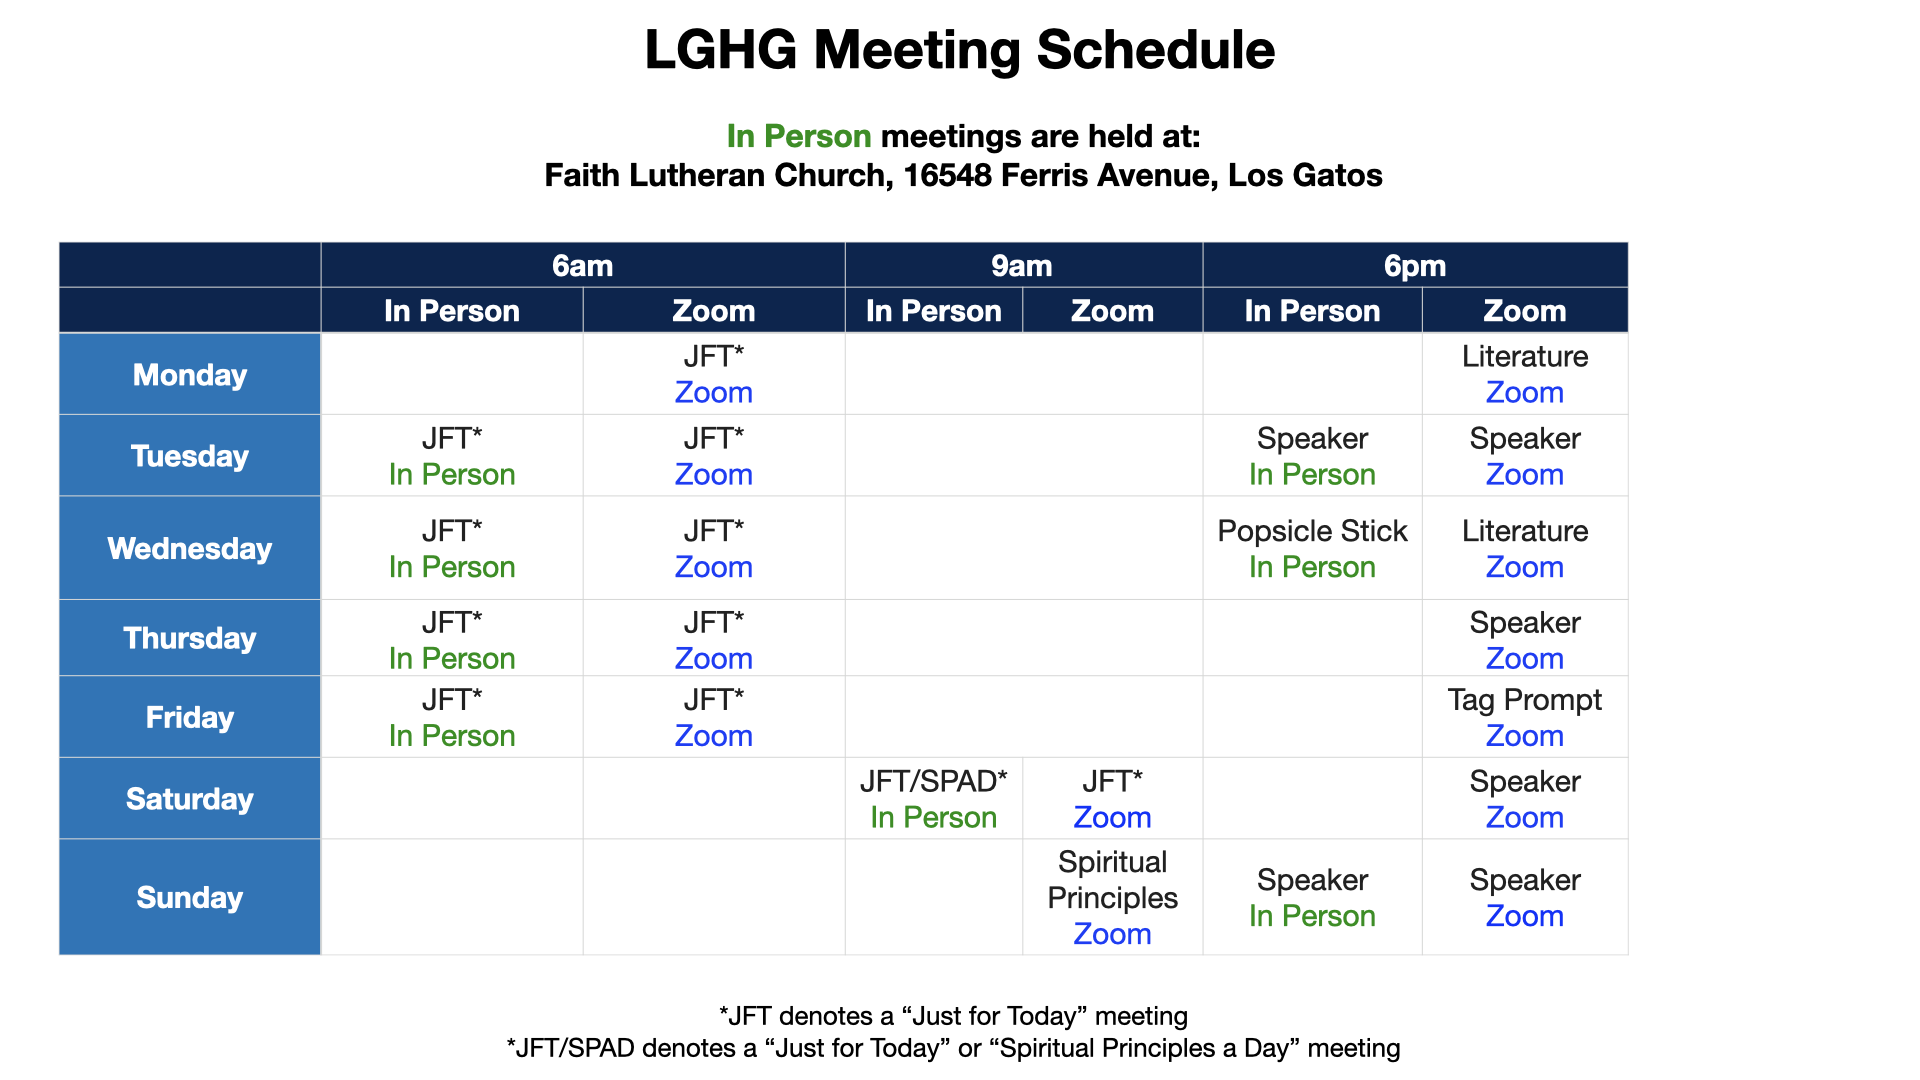 LGHG Meeting Schedule
In Person meetings are held at:
Faith Lutheran Church, 16548 Ferris Avenue, Los Gatos
6am 9am 6pm
In Person Zoom In Person Zoom In Person Zoom
Monday
JFT*
Zoom
Literature
Zoom
Tuesday
JFT*
In Person
JFT*
Zoom
Speaker
In Person
Speaker
Zoom
Wednesday
JFT*
In Person
JFT*
Zoom
Popsicle Stick
In Person
Literature
Zoom
Thursday
JFT*
In Person
JFT*
Zoom
Speaker
Zoom
Friday
JFT*
In Person
JFT*
Zoom
Tag Prompt
Zoom
Saturday
JFT/SPAD*
In Person
JFT*
Zoom
Speaker
Zoom
Sunday
Spiritual
Principles
Zoom
Speaker
In Person
Speaker
Zoom
*JFT denotes a “Just for Today” meeting
*JFT/SPAD denotes a “Just for Today” or “Spiritual Principles a Day” meeting